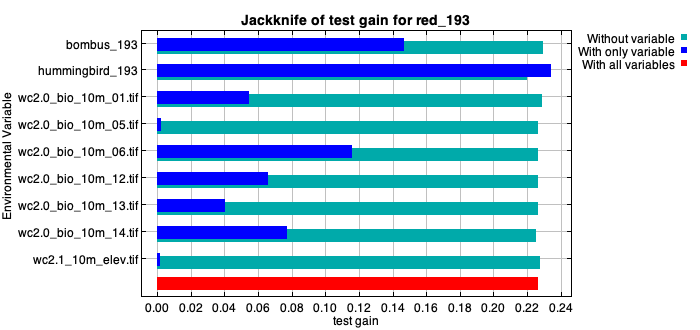 Jackknife of test gain for red_193
Without variable
With only variable
With all variables
Environmental Variable
bombus_193
hummingbird_193
wc2.0_bio_10m_01.tif
wc2.0_bio_10m_05.tif
wc2.0_bio_10m_06.tif
wc2.0_bio_10m_12.tif
wc2.0_bio_10m_13.tif
wc2.0_bio_10m_14.tif
wc2.1_10m_elev.tif
0.00 0.02 0.04 0.06 0.08 0.10 0.12 0.14 0.16 0.18 0.20 0.22 0.24
test gain